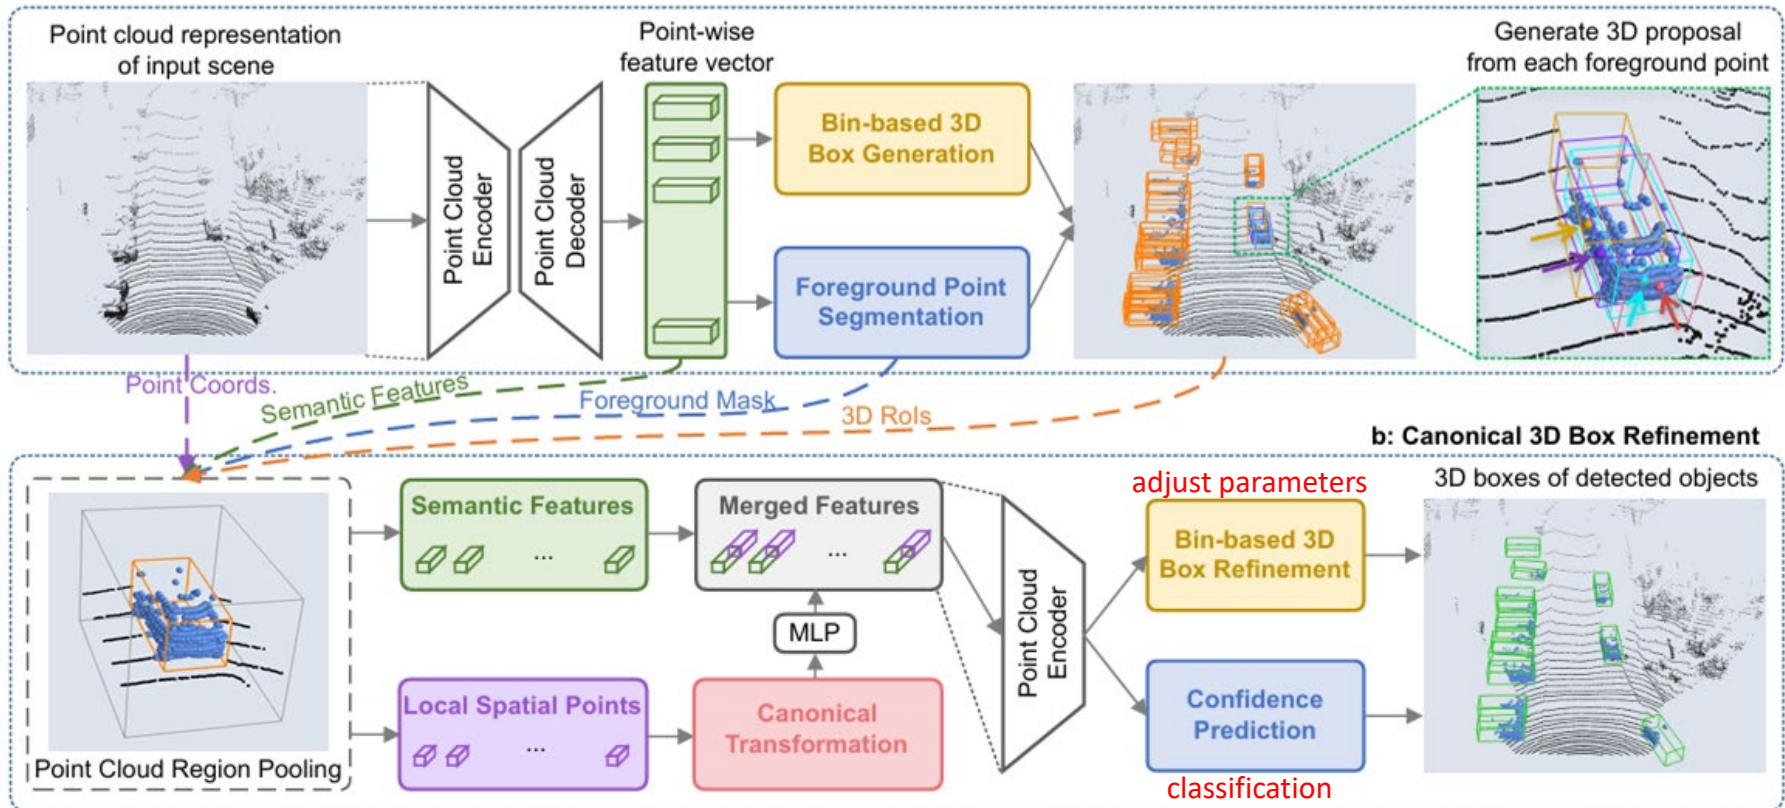 Point cloud representation
of input scene
Point-wise
feature vector
Generate 3D proposal
from each foreground point
Point Cloud
Encoder
Point Cloud
Decoder
Bin-based 3D
Box Generation
Foreground Point
Segmentation
Point Coords.
Semantic Features
Foreground Mask
3D RoIs
b: Canonical 3D Box Refinement
Point Cloud Region Pooling
Semantic Features
...
Local Spatial Points
...
Merged Features
...
MLP
Canonical
Transformation
Point Cloud
Encoder
adjust parameters
Bin-based 3D
Box Refinement
Confidence
Prediction
classification
3D boxes of detected objects